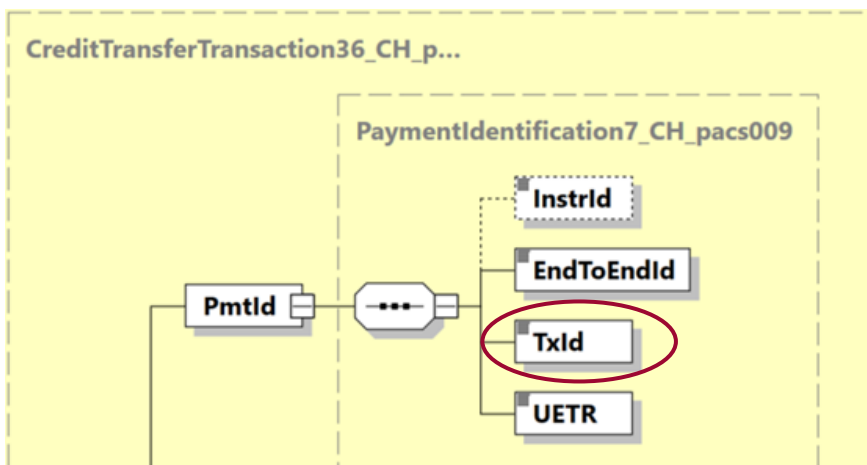 CreditTransferTransaction36_CH_p...
PaymentIdentification7_CH_pacs009
InstrId
EndToEndId
PmtId
TxId
UETR